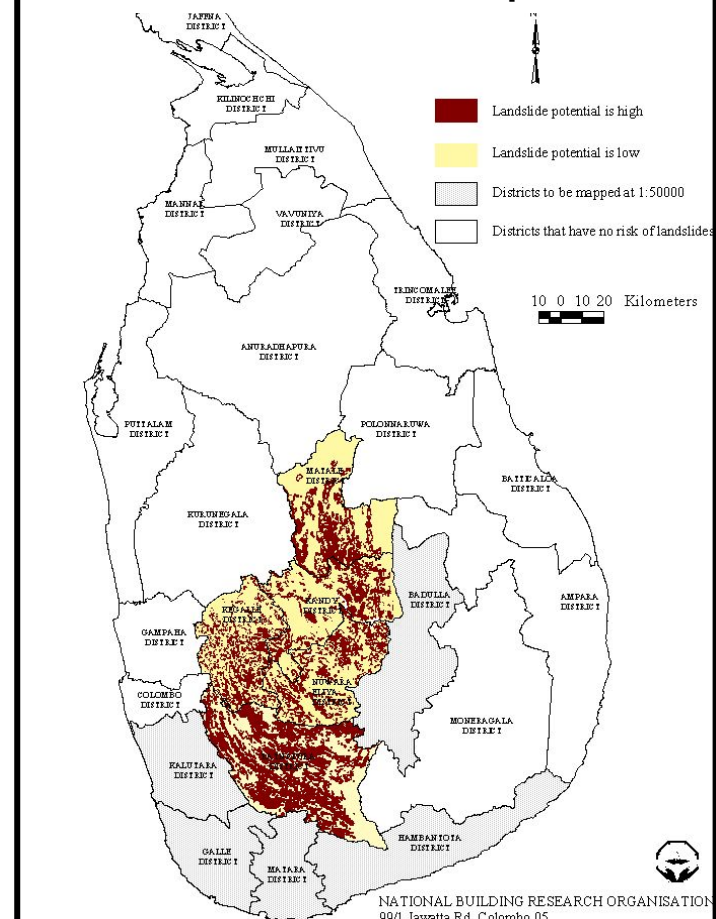 JAFFNA
DISTRICT
N
KILINOCHCHI
DISTRICT
Landslide potential is high
MULLAITIVU
DISTRICT
Landslide potential is low
Districts to be mapped at 1:50000
MANNAR
DISTRICT
VAVUNIYA
DISTRICT
Districts that have no risk of landslides
TRINCOMALEE
DISTRICT
10 0 10 20 Kilometers
ANURADHAPURA
DISTRICT
PUTTALAM
DISTRICT
POLONNARUWA
DISTRICT
MATALE
DISTRICT
BATTICALOA
DISTRICT
KURUNEGALA
DISTRICT
BADULLA
DISTRICT
AMPARA
DISTRICT
KANDY
DISTRICT
KEGALLE
DISTRICT
GAMPAHA
DISTRICT
NUWARA
ELIYA
DISTRICT
COLOMBO
DISTRICT
MONERAGALA
DISTRICT
KALUTARA
DISTRICT
DISTRICT
HAMBANTOTA
DISTRICT
GALLE
DISTRICT
MATARA
DISTRICT
NATIONAL BUILDING RESEARCH ORGANISATION
99/1 Jawatta Rd, Colombo 05